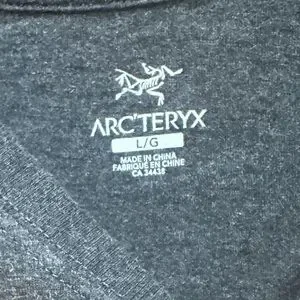 ARC'TERYX
L/G
MADE IN CHINA
FABRIQUÉ EN CHINE
CA 34438